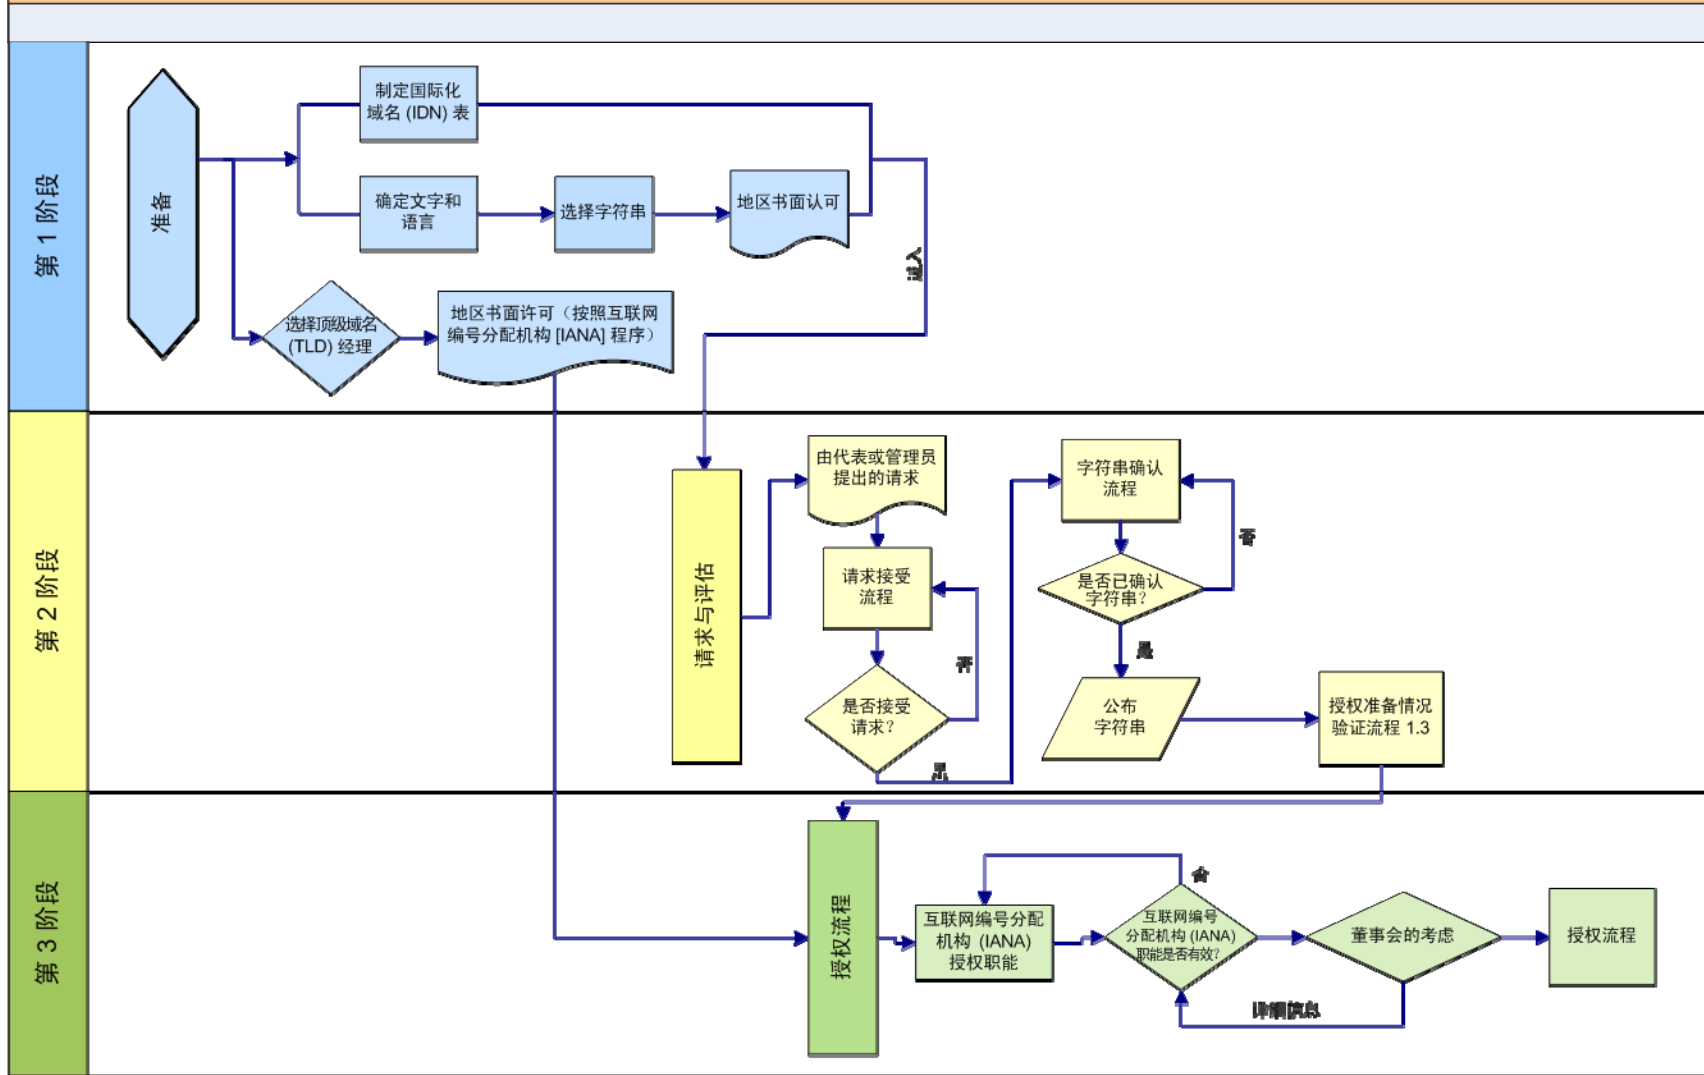 第 1 阶段
准备
制定国际化
域名 (IDN) 表
确定文字和
语言
选择字符串
地区书面认可
进入
选择顶级域名
(TLD) 经理
地区书面许可（按照互联网
编号分配机构 [IANA] 程序）
第 2 阶段
请求与评估
由代表或管理员
提出的请求
请求接受
流程
否
是否接受
请求?
是
字符串确认
流程
否
是否已确认
字符串?
是
公布
字符串
授权准备情况
验证流程 1.3
第 3 阶段
授权流程
互联网编号分配
机构 (IANA)
授权职能
否
互联网编号
分配机构 (IANA)
职能是否有效?
董事会的考虑
详细信息
授权流程